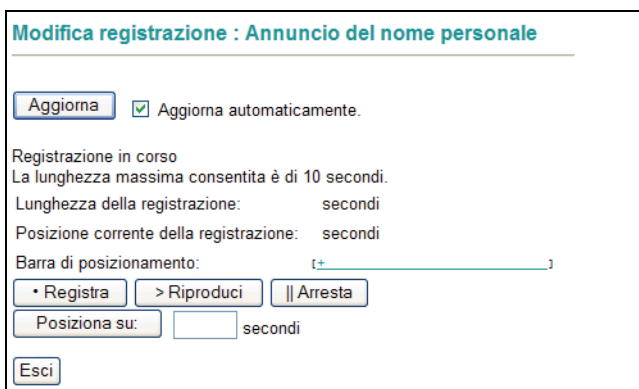 Modifica registrazione : Annuncio del nome personale
Aggiorna Aggiorna automaticamente.
Registrazione in corso
La lunghezza massima consentita è di 10 secondi.
Lunghezza della registrazione: secondi
Posizione corrente della registrazione: secondi
Barra di posizionamento: [+ ]
• Registra > Riproduci || Arresta
Posiziona su: secondi
Esci